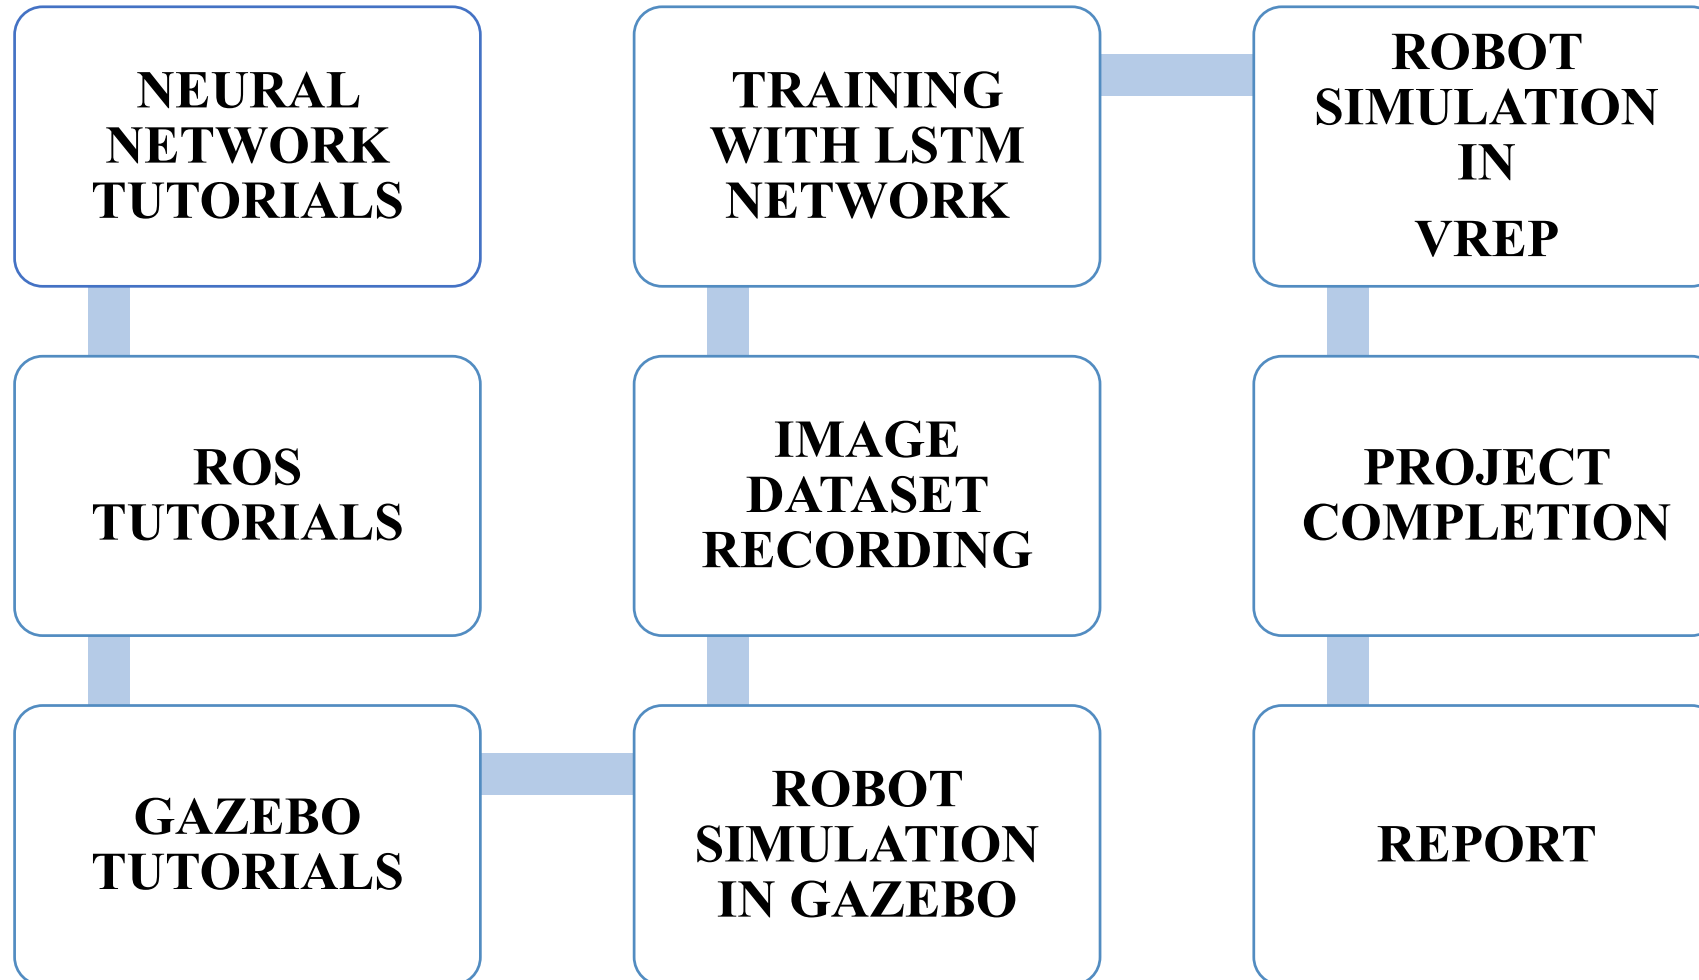 NEURAL
NETWORK
TUTORIALS
ROS
TUTORIALS
GAZEBO
TUTORIALS
ROBOT
SIMULATION
IN GAZEBO
IMAGE
DATASET
RECORDING
TRAINING
WITH LSTM
NETWORK
ROBOT
SIMULATION
IN
VREP
PROJECT
COMPLETION
REPORT